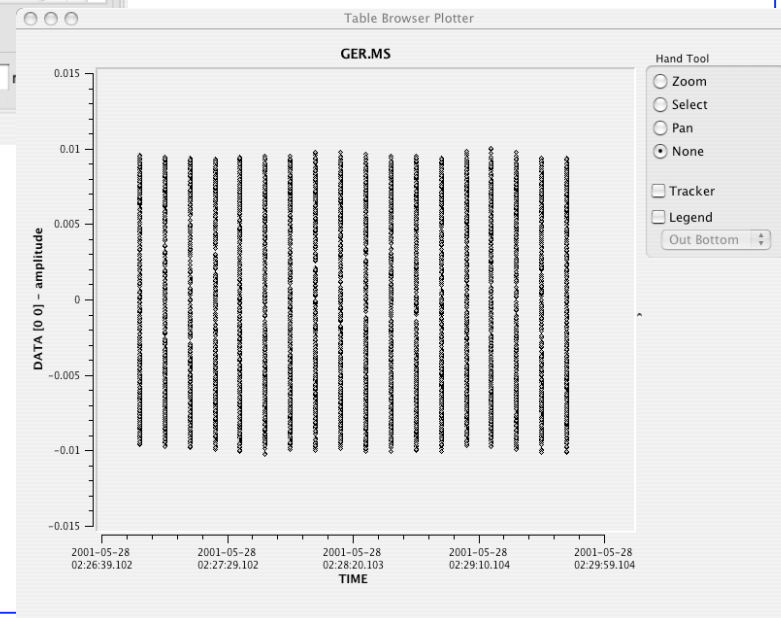 Table Browser Plotter
GER.MS
Hand Tool
Zoom
Select
Pan
None
Tracker
Legend
Out Bottom
DATA [0 0] - amplitude
0.015
0.01
0.005
0
-0.005
-0.01
-0.015
2001-05-28 2001-05-28 2001-05-28 2001-05-28 2001-05-28
02:26:39.102 02:27:29.102 02:28:20.103 02:29:10.104 02:29:59.104
TIME